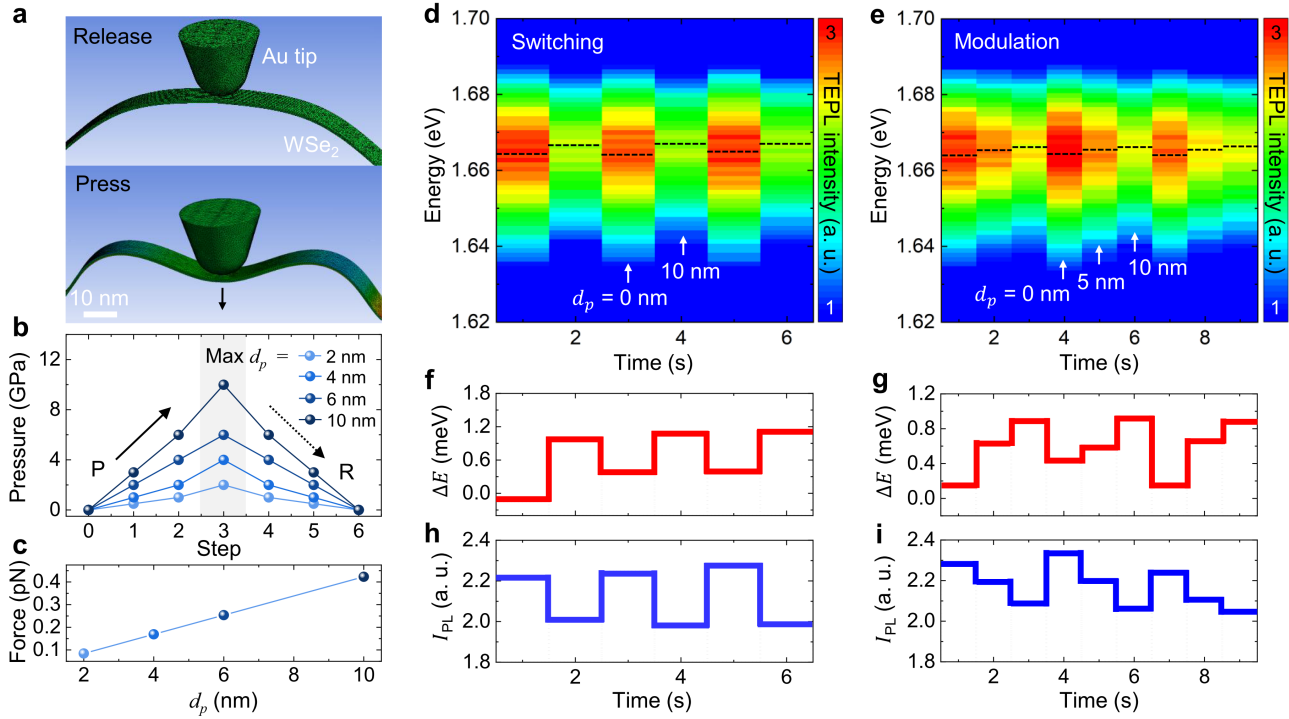 a
Release
Au tip
WSe2
Press
10 nm
b
Pressure (GPa)
12
8
4
0
Max dp =
2 nm
4 nm
6 nm
10 nm
P
R
0 1 2 3 4 5 6
Step
c
Force (pN)
0.4
0.3
0.2
0.1
2 4 6 8 10
dp (nm)
d
Energy (eV)
1.70
1.68
1.66
1.64
1.62
Switching
dp = 0 nm
10 nm
2 4 6
Time (s)
3
TEPL intensity (a. u.)
1
e
Energy (eV)
1.70
1.68
1.66
1.64
1.62
Modulation
dp = 0 nm
5 nm
10 nm
2 4 6 8
Time (s)
3
TEPL intensity (a. u.)
1
f
ΔE (meV)
1.8
1.2
0.6
0.0
g
ΔE (meV)
1.2
0.8
0.4
0.0
h
IPL (a. u.)
2.4
2.2
2.0
1.8
2 4 6
Time (s)
i
IPL (a. u.)
2.4
2.2
2.0
1.8
2 4 6 8
Time (s)